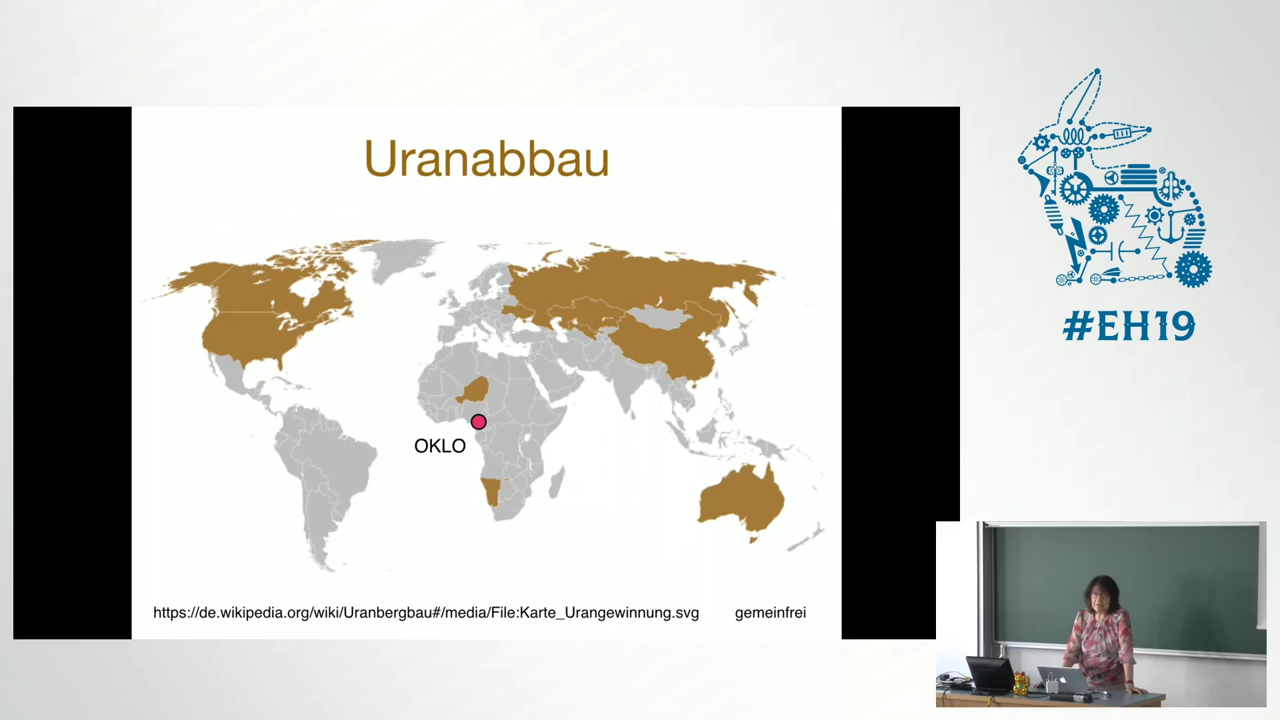 Uranabbau
OKLO
https://de.wikipedia.org/wiki/Uranbergbau#/media/File:Karte_Urangewinnung.svg gemeinfrei
#EH19